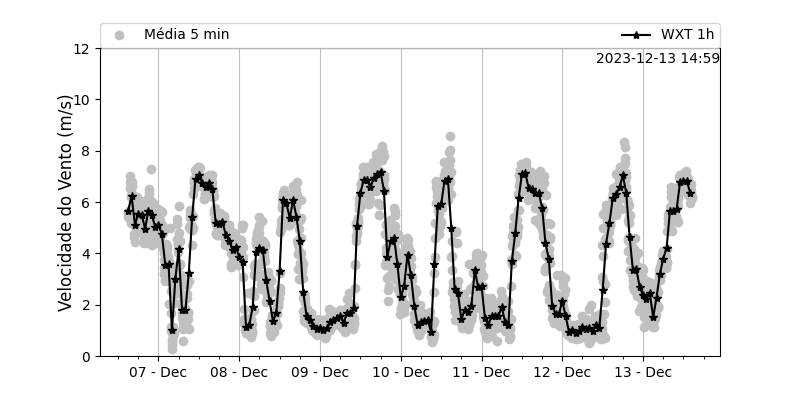 Média 5 min
WXT 1h
2023-12-13 14:59
Velocidade do Vento (m/s)
12
10
8
6
4
2
0
07 - Dec
08 - Dec
09 - Dec
10 - Dec
11 - Dec
12 - Dec
13 - Dec